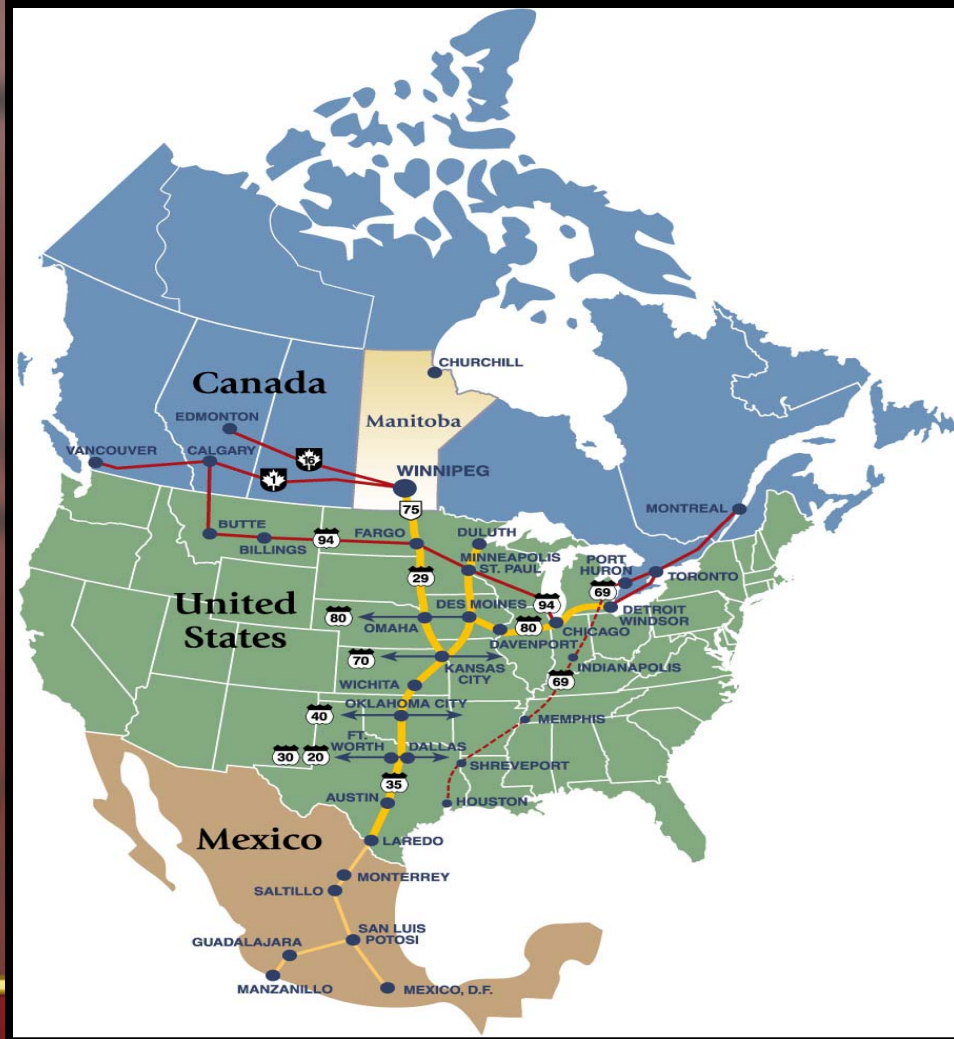 CHURCHILL
Canada
EDMONTON
Manitoba
VANCOUVER
CALGARY
16
1
WINNIPEG
75
MONTREAL
BUTTE
BILLINGS
94
FARGO
DULUTH
MINNEAPOLIS
ST. PAUL
PORT
HURON
TORONTO
29
69
United
States
80
OMAHA
DES MOINES
94
DETROIT
WINDSOR
80
CHICAGO
DAVENPORT
70
KANSAS
CITY
INDIANAPOLIS
WICHITA
69
40
OKLAHOMA CITY
MEMPHIS
30
20
FT.
WORTH
DALLAS
SHREVEPORT
35
AUSTIN
HOUSTON
Mexico
LAREDO
MONTERREY
SALTILLO
SAN LUIS
POTOSI
GUADALAJARA
MANZANILLO
MEXICO, D.F.